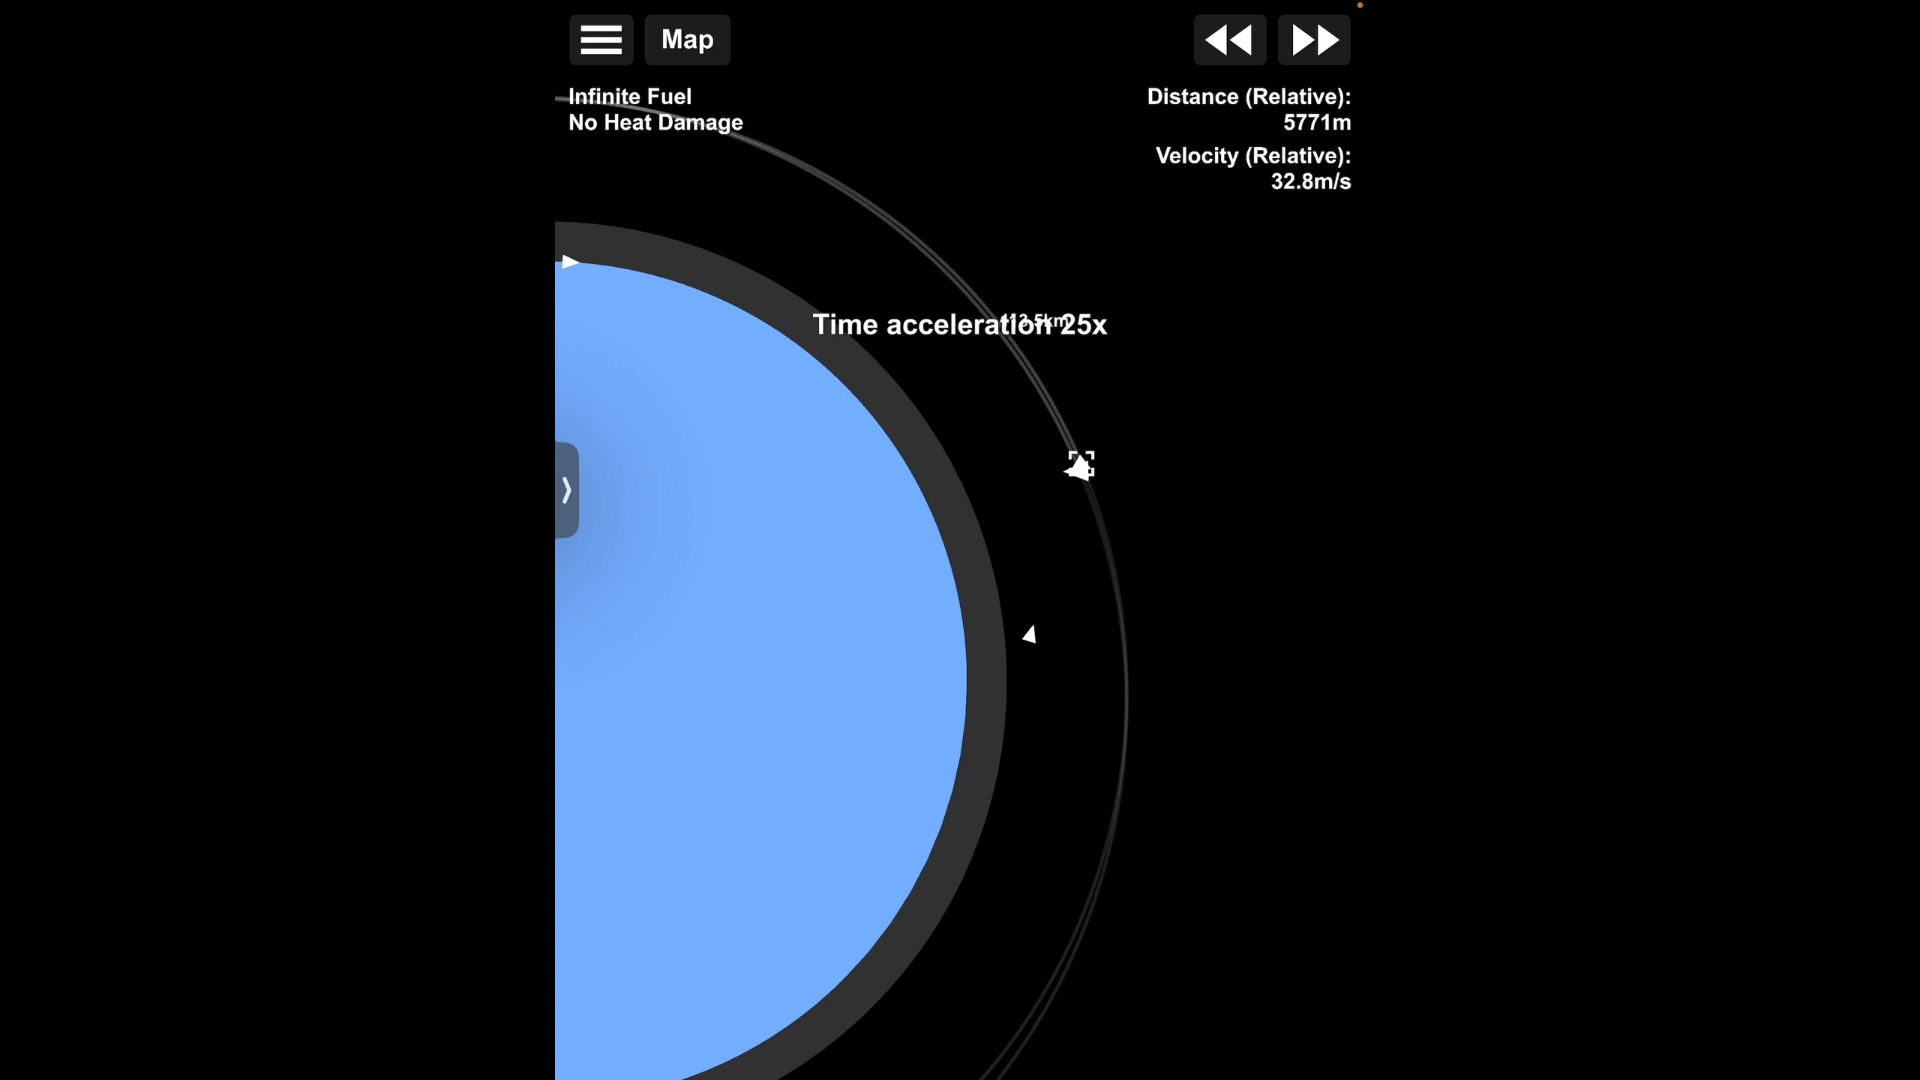 Map
Infinite Fuel
No Heat Damage
Distance (Relative):
5771m
Velocity (Relative):
32.8m/s
Time acceleration 25x